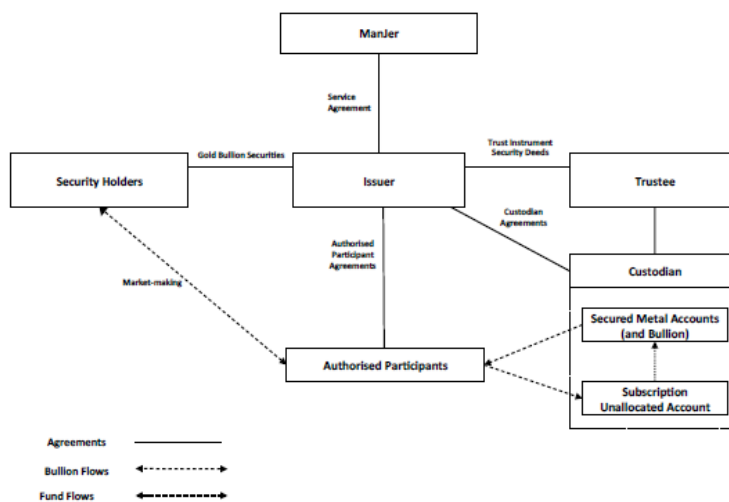 ManJer
Service
Agreement
Gold Bullion Securities
Trust Instrument
Security Deeds
Security Holders
Issuer
Trustee
Custodian
Agreements
Authorised
Participant
Agreements
Custodian
Market-making
Secured Metal Accounts
(and Bullion)
Authorised Participants
Subscription
Unallocated Account
Agreements
Bullion Flows
Fund Flows